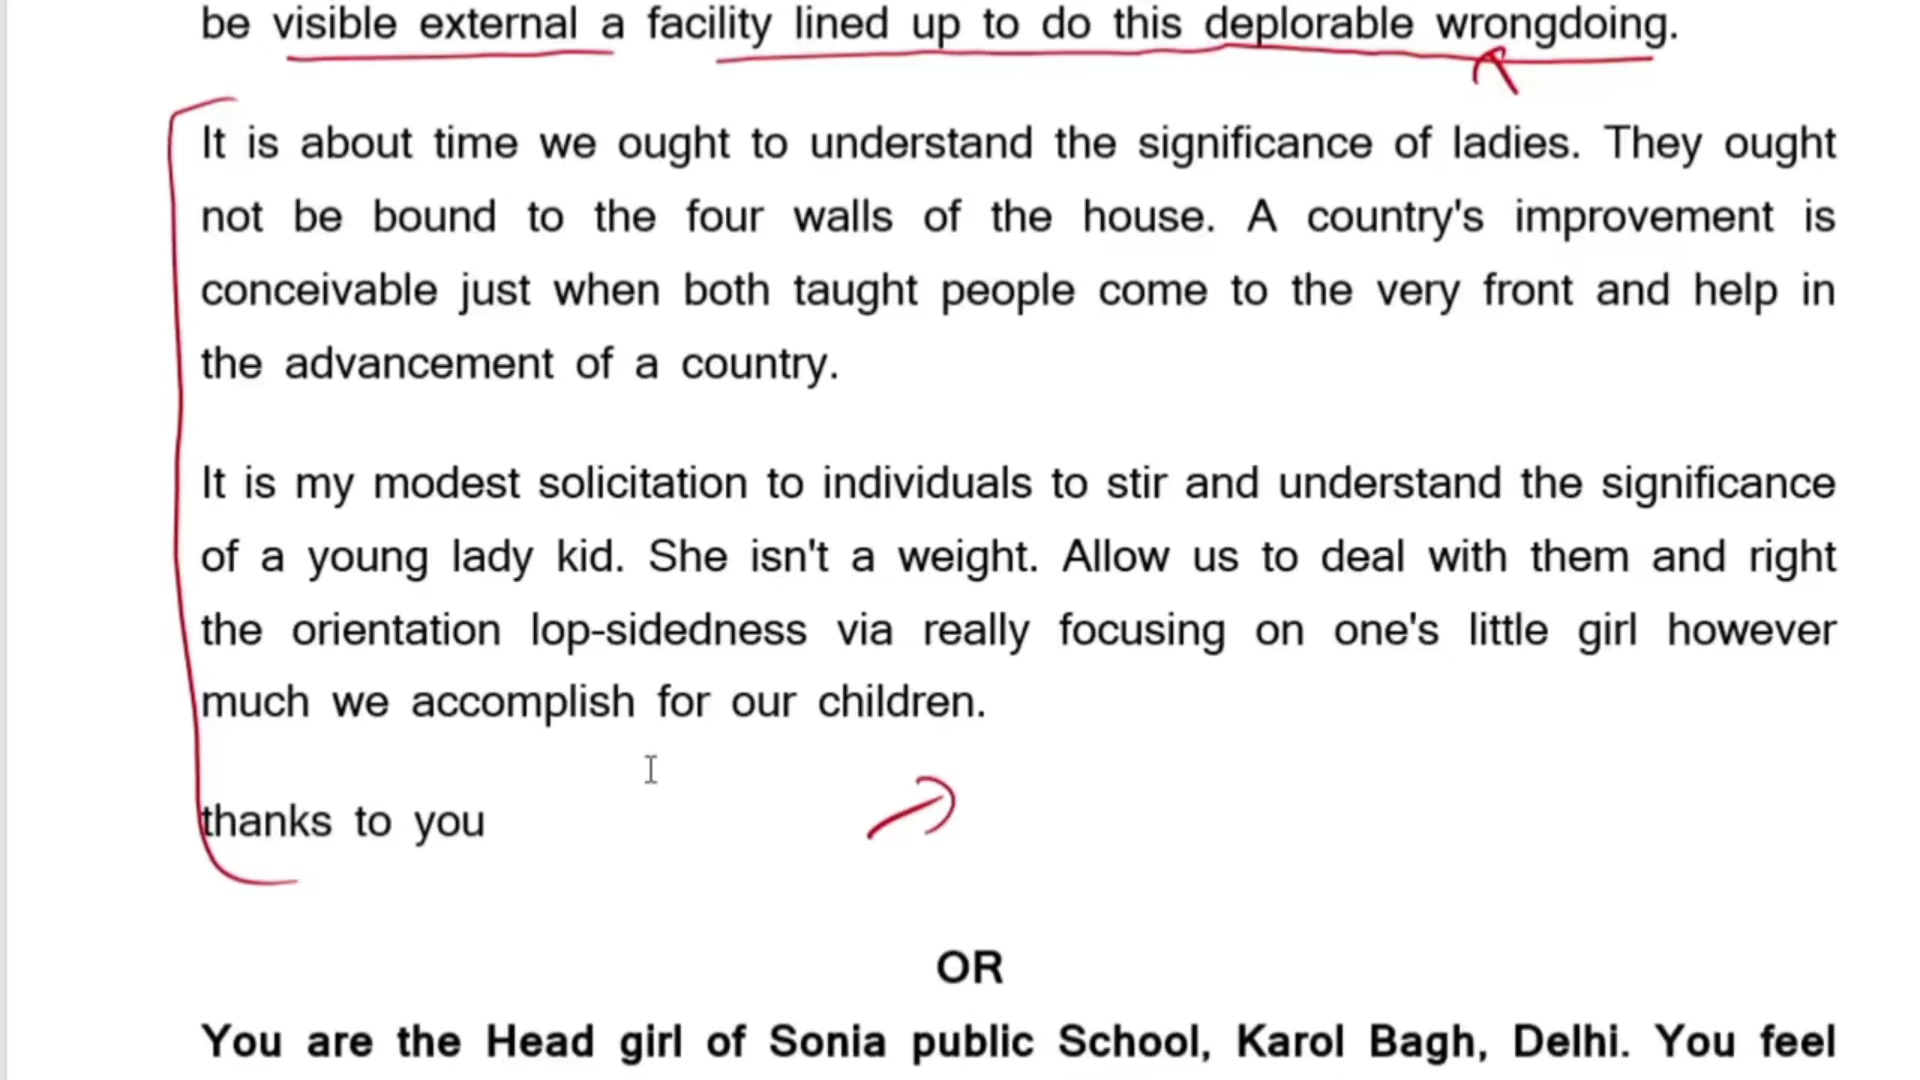 be visible external a facility lined up to do this deplorable wrongdoing.
It is about time we ought to understand the significance of ladies. They ought
not be bound to the four walls of the house. A country's improvement is
conceivable just when both taught people come to the very front and help in
the advancement of a country.
It is my modest solicitation to individuals to stir and understand the significance
of a young lady kid. She isn't a weight. Allow us to deal with them and right
the orientation lop-sidedness via really focusing on one's little girl however
much we accomplish for our children.
thanks to you
OR
You are the Head girl of Sonia public School, Karol Bagh, Delhi. You feel